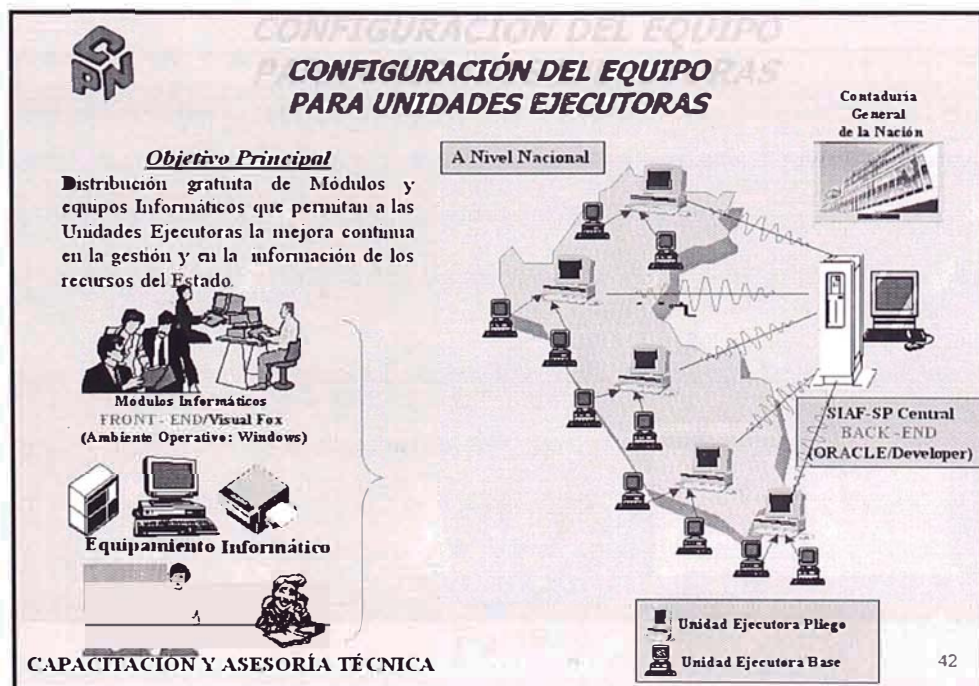 CPN
CONFIGURACIÓN DEL EQUIPO
PARA UNIDADES EJECUTORAS
Objetivo Principal
Distribución gratuita de Módulos y
equipos Informáticos que permitan a las
Unidades Ejecutoras la mejora continua
en la gestión y en la información de los
recursos del Estado.
Modulos Informáticos
FRONT - END/Visual Fox
(Ambiente Operativo: Windows)
Equipamiento Informático
CAPACITACION Y ASESORÍA TÉCNICA
A Nivel Nacional
Contaduría
General
de la Nación
SIAF-SP Central
BACK -END
(ORACLE/Developer)
Unidad Ejecutora Pliego
Unidad Ejecutora Base
42